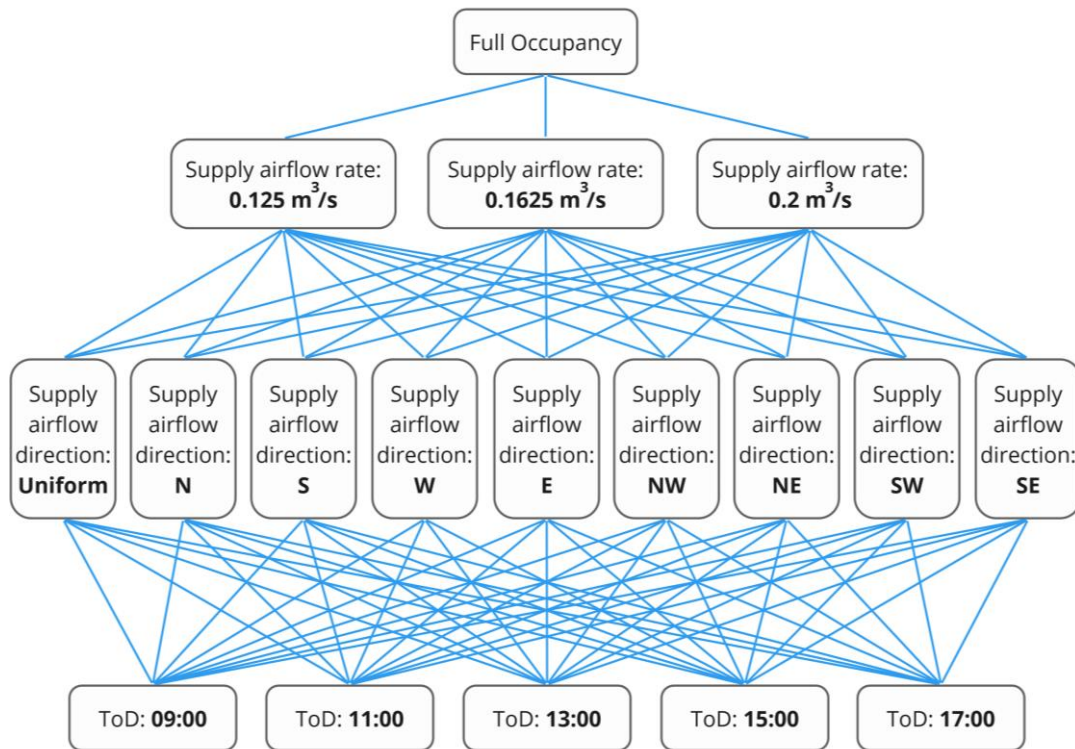 Full Occupancy
Supply airflow rate:
0.125 m³/s
Supply airflow rate:
0.1625 m³/s
Supply airflow rate:
0.2 m³/s
Supply
airflow
direction:
Uniform
Supply
airflow
direction:
N
Supply
airflow
direction:
S
Supply
airflow
direction:
W
Supply
airflow
direction:
E
Supply
airflow
direction:
NW
Supply
airflow
direction:
NE
Supply
airflow
direction:
SW
Supply
airflow
direction:
SE
ToD: 09:00
ToD: 11:00
ToD: 13:00
ToD: 15:00
ToD: 17:00